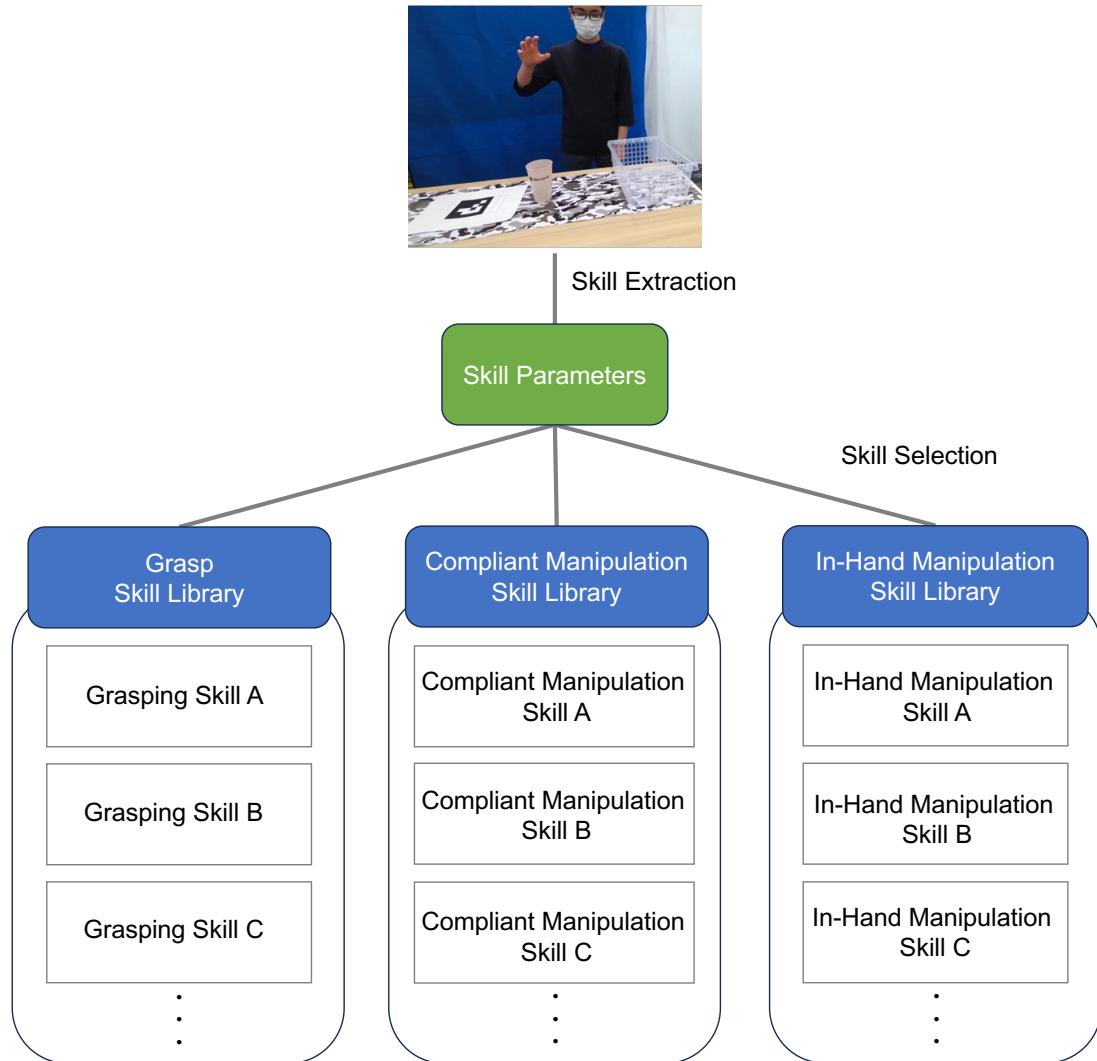 Skill Extraction
Skill Parameters
Skill Selection
Grasp
Skill Library
Grasping Skill A
Grasping Skill B
Grasping Skill C
Compliant Manipulation
Skill Library
Compliant Manipulation
Skill A
Compliant Manipulation
Skill B
Compliant Manipulation
Skill C
In-Hand Manipulation
Skill Library
In-Hand Manipulation
Skill A
In-Hand Manipulation
Skill B
In-Hand Manipulation
Skill C